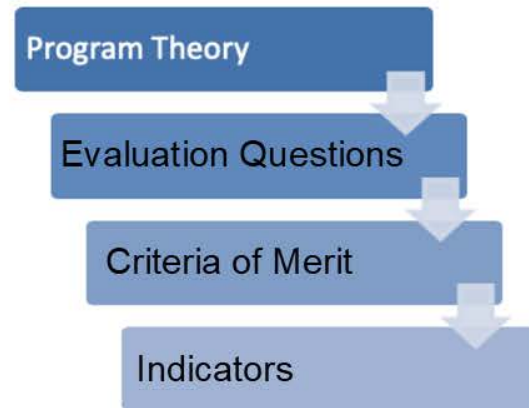 Program Theory
Evaluation Questions
Criteria of Merit
Indicators